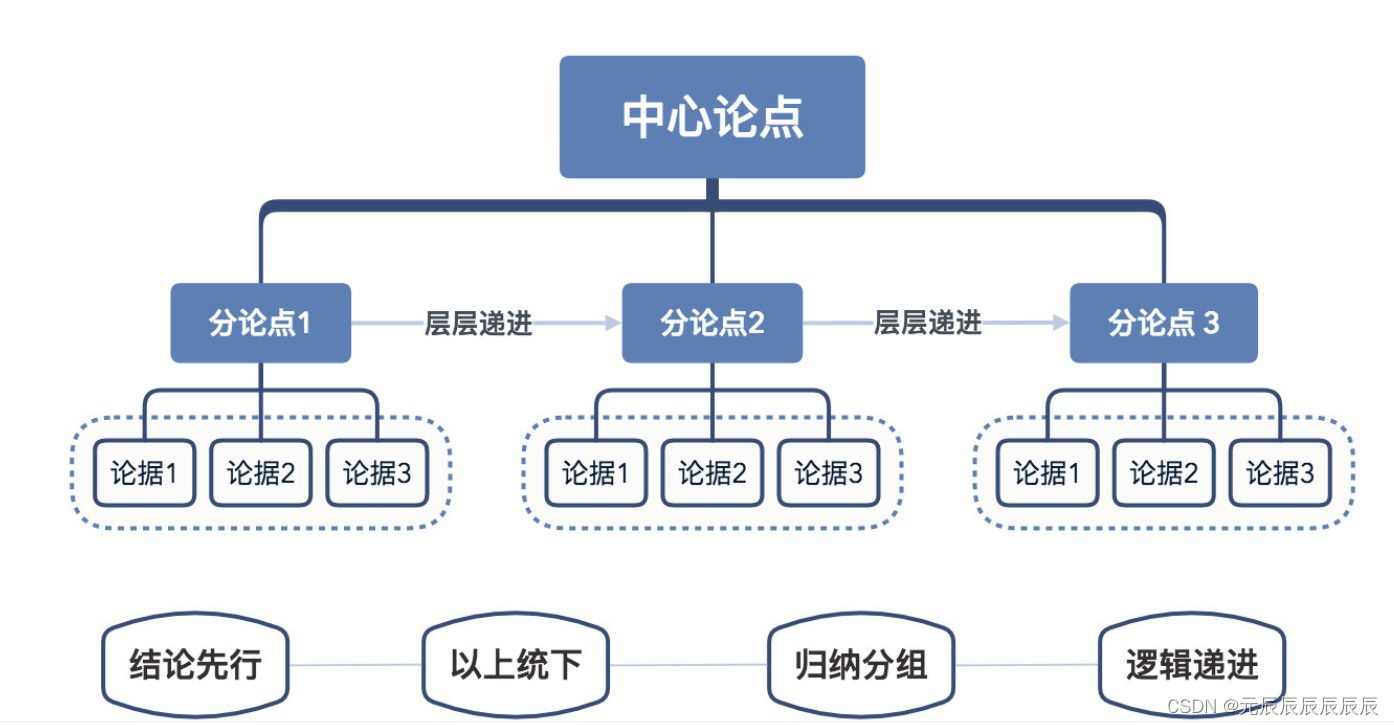 中心论点
分论点1
层层递进
分论点2
层层递进
分论点 3
论据1
论据2
论据3
论据1
论据2
论据3
论据1
论据2
论据3
结论先行
以上统下
归纳分组
逻辑递进
CSDN @元辰辰辰辰辰辰